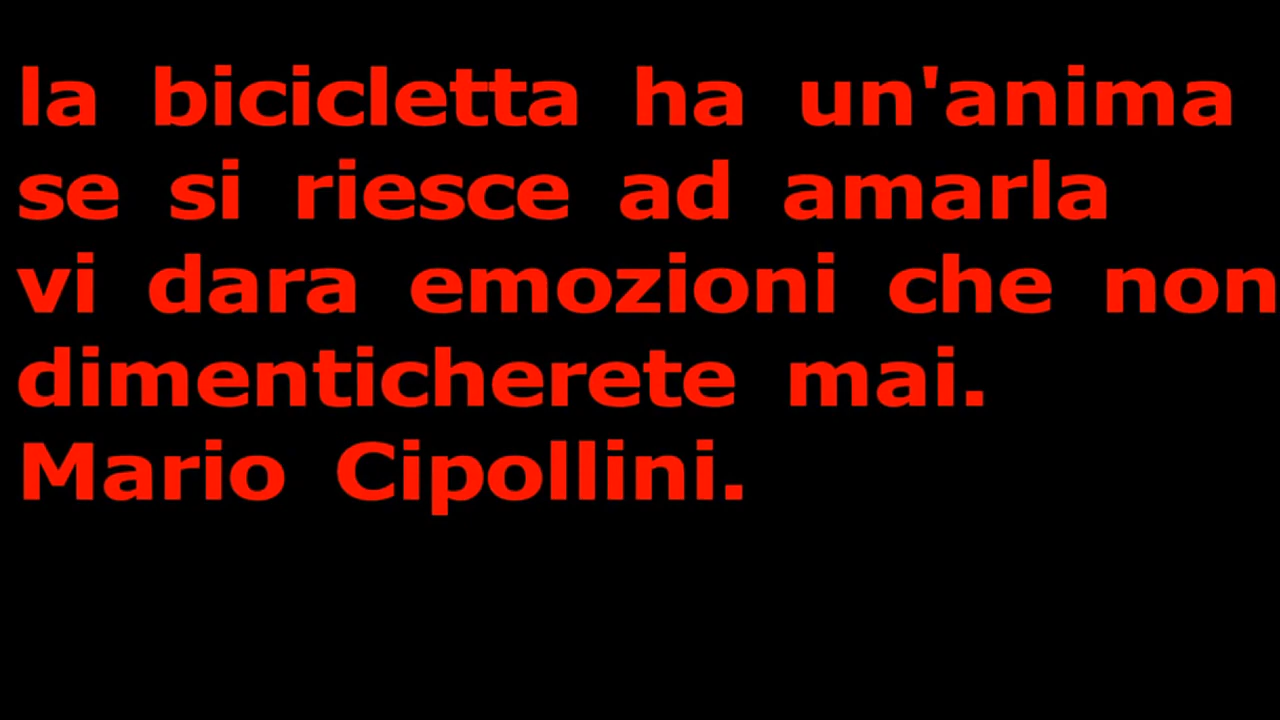 la bicicletta ha un'anima
se si riesce ad amarla
vi dara emozioni che non
dimenticherete mai.
Mario Cipollini.